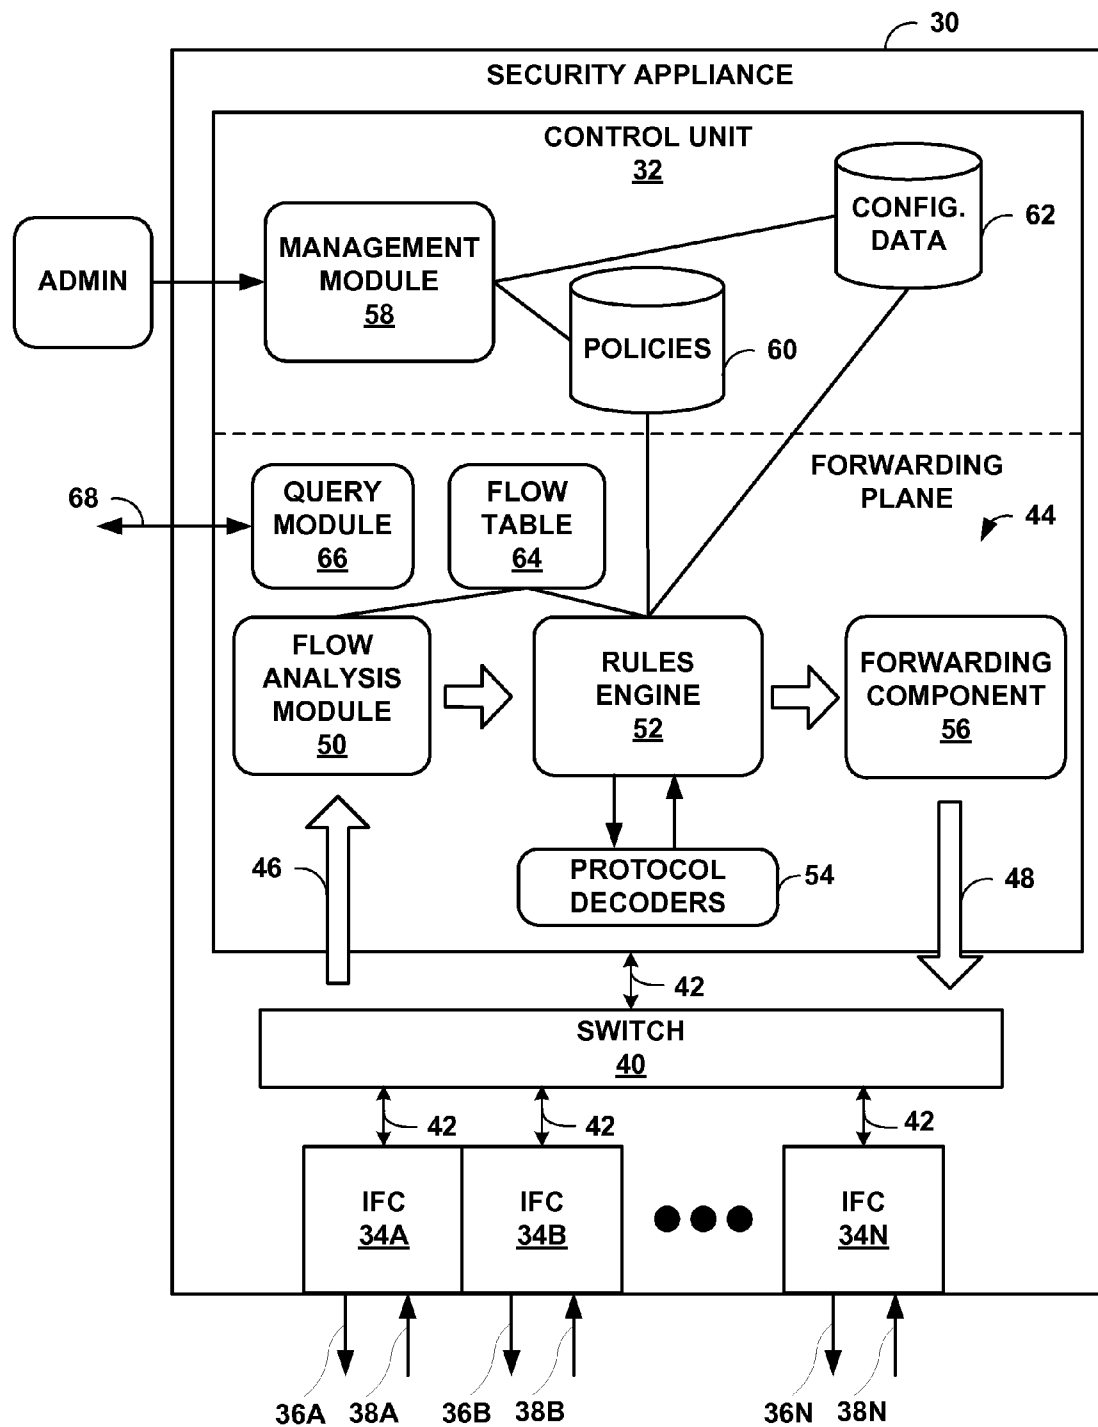 30
SECURITY APPLIANCE
CONTROL UNIT
32
CONFIG.
DATA
62
ADMIN
MANAGEMENT
MODULE
58
POLICIES
60
FORWARDING
PLANE
44
68
QUERY
MODULE
66
FLOW
TABLE
64
FLOW
ANALYSIS
MODULE
50
RULES
ENGINE
52
FORWARDING
COMPONENT
56
46
PROTOCOL
DECODERS
54
48
42
SWITCH
40
42
42
42
IFC
34A
IFC
34B
IFC
34N
36A
38A
36B
38B
36N
38N